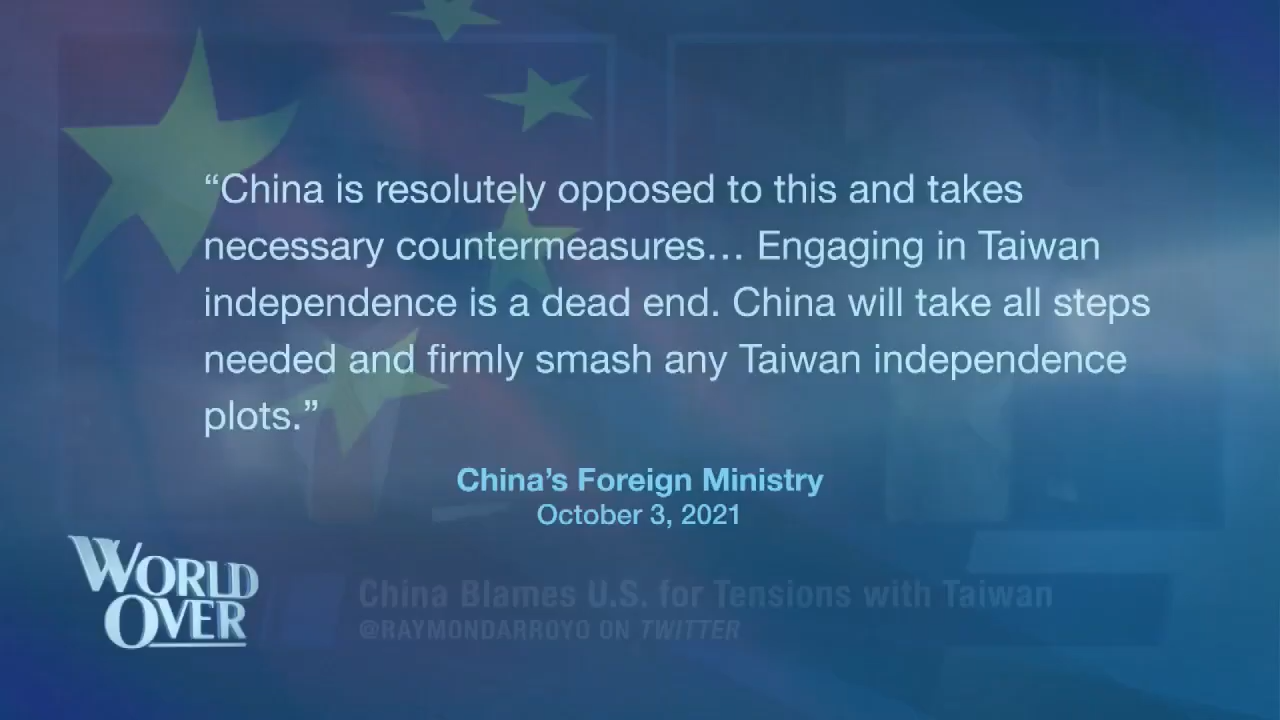 “China is resolutely opposed to this and takes
necessary countermeasures… Engaging in Taiwan
independence is a dead end. China will take all steps
needed and firmly smash any Taiwan independence
plots.”
China’s Foreign Ministry
October 3, 2021
WORLD
OVER
China Blames U.S. for Tensions with Taiwan
@RAYMONDARROYO ON TWITTER